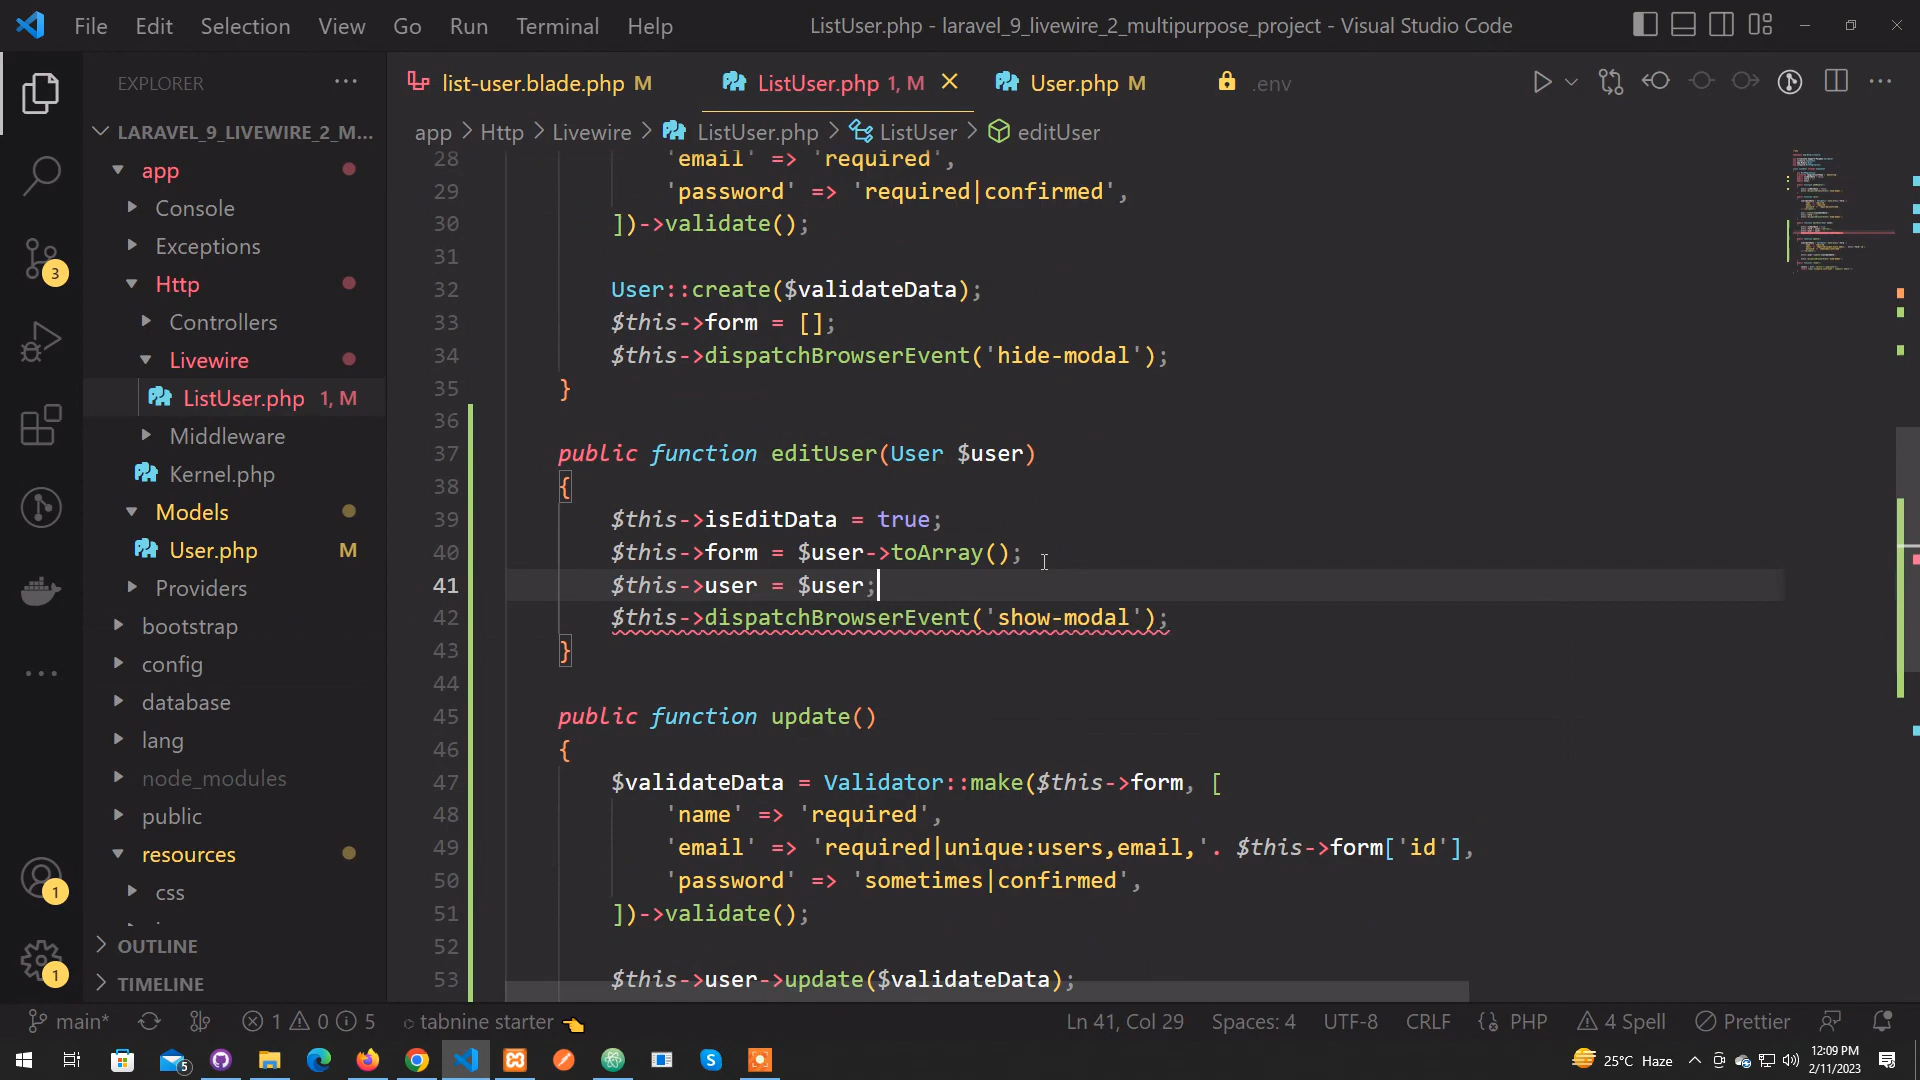 File Edit Selection View Go Run Terminal Help ListUser.php - laravel_9_livewire_2_multipurpose_project - Visual Studio Code
EXPLORER ...
list-user.blade.php M ListUser.php 1, M User.php M .env
LARAVEL_9_LIVEWIRE_2_M...
app > Http > Livewire > ListUser.php > ListUser > editUser
app
Console
Exceptions
Http
Controllers
Livewire
ListUser.php 1, M
Middleware
Kernel.php
Models
User.php M
Providers
bootstrap
config
database
lang
node_modules
public
resources
css
OUTLINE
TIMELINE
28 'email' => 'required',
29 'password' => 'required|confirmed',
30 ])->validate();
31
32 User::create($validateData);
33 $this->form = [];
34 $this->dispatchBrowserEvent('hide-modal');
35 }
36
37 public function editUser(User $user)
38 {
39 $this->isEditData = true;
40 $this->form = $user->toArray();
41 $this->user = $user;
42 $this->dispatchBrowserEvent('show-modal');
43 }
44
45 public function update()
46 {
47 $validateData = Validator::make($this->form, [
48 'name' => 'required',
49 'email' => 'required|unique:users,email,'. $this->form['id'],
50 'password' => 'sometimes|confirmed',
51 ])->validate();
52
53 $this->user->update($validateData);
3
1
1
main* 1 0 5 tabnine starter Ln 41, Col 29 Spaces: 4 UTF-8 CRLF {} PHP 4 Spell Prettier
5 25°C Haze 12:09 PM
2/11/2023